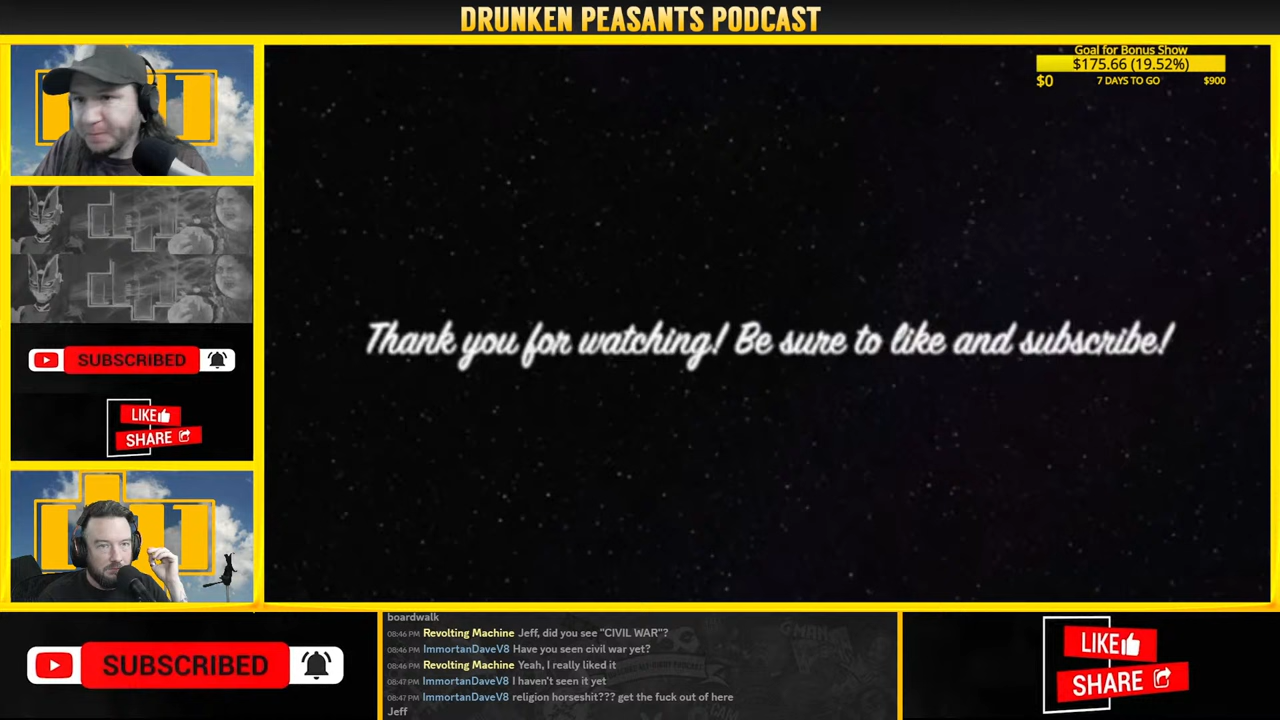 DRUNKEN PEASANTS PODCAST
Goal for Bonus Show
$175.66 (19.52%)
$0 7 DAYS TO GO $900
Thank you for watching! Be sure to like and subscribe!
SUBSCRIBED
LIKE
SHARE
boardwalk
08:46 PM Revolting Machine Jeff, did you see "CIVIL WAR"?
08:46 PM ImmortanDaveV8 Have you seen civil war yet?
08:46 PM Revolting Machine Yeah, I really liked it
08:47 PM ImmortanDaveV8 I haven't seen it yet
08:47 PM ImmortanDaveV8 religion horseshit??? get the fuck out of here
Jeff
SUBSCRIBED
LIKE
SHARE